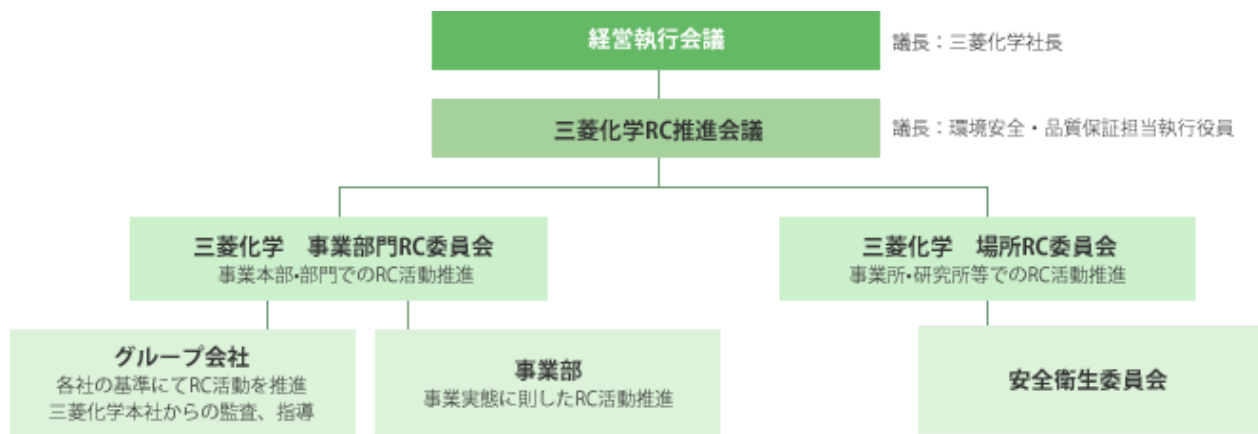 経営執行会議
議長：三菱化学社長
三菱化学RC推進会議
議長：環境安全・品質保証担当執行役員
三菱化学　事業部門RC委員会
事業本部・部門でのRC活動推進
三菱化学　場所RC委員会
事業所・研究所等でのRC活動推進
グループ会社
各社の基準にてRC活動を推進
三菱化学本社からの監査、指導
事業部
事業実態に則したRC活動推進
安全衛生委員会